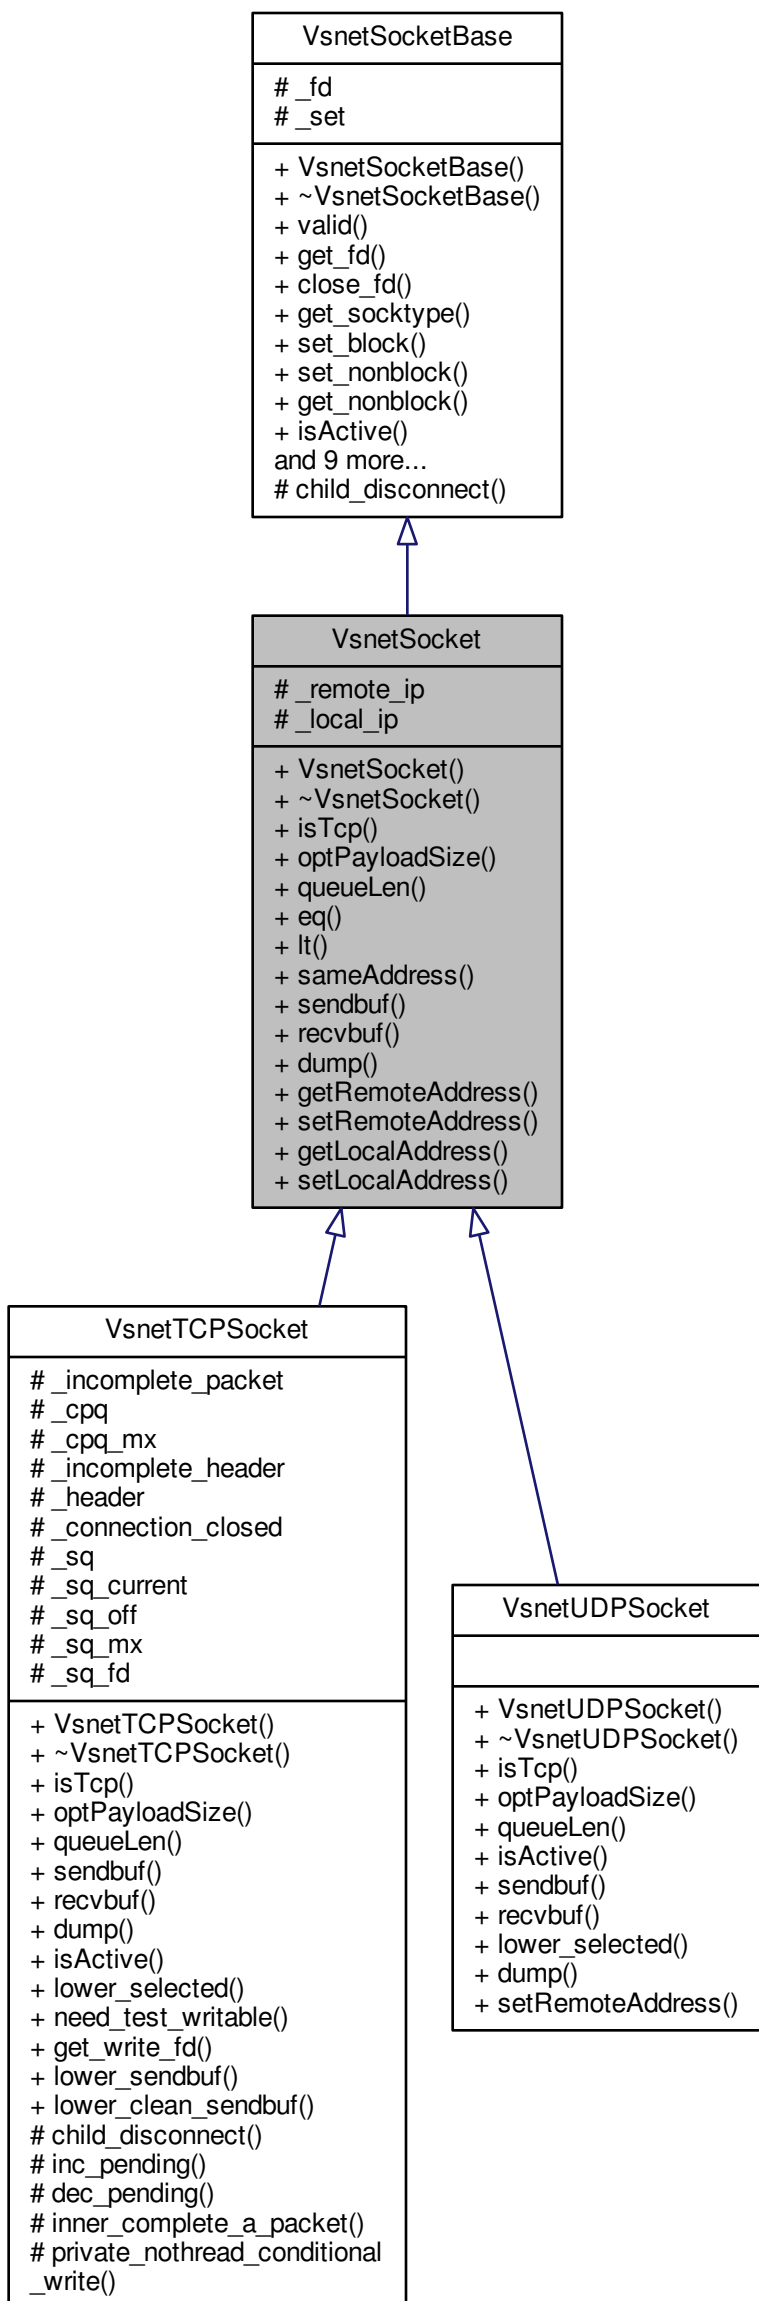 VsnetSocketBase
# _fd
# _set
+ VsnetSocketBase()
+ ~VsnetSocketBase()
+ valid()
+ get_fd()
+ close_fd()
+ get_socktype()
+ set_block()
+ set_nonblock()
+ get_nonblock()
+ isActive()
and 9 more...
# child_disconnect()
VsnetSocket
# _remote_ip
# _local_ip
+ VsnetSocket()
+ ~VsnetSocket()
+ isTcp()
+ optPayloadSize()
+ queueLen()
+ eq()
+ lt()
+ sameAddress()
+ sendbuf()
+ recvbuf()
+ dump()
+ getRemoteAddress()
+ setRemoteAddress()
+ getLocalAddress()
+ setLocalAddress()
VsnetTCPSocket
# _incomplete_packet
# _cpq
# _cpq_mx
# _incomplete_header
# _header
# _connection_closed
# _sq
# _sq_current
# _sq_off
# _sq_mx
# _sq_fd
+ VsnetTCPSocket()
+ ~VsnetTCPSocket()
+ isTcp()
+ optPayloadSize()
+ queueLen()
+ sendbuf()
+ recvbuf()
+ dump()
+ isActive()
+ lower_selected()
+ need_test_writable()
+ get_write_fd()
+ lower_sendbuf()
+ lower_clean_sendbuf()
# child_disconnect()
# inc_pending()
# dec_pending()
# inner_complete_a_packet()
# private_nothread_conditional
_write()
VsnetUDPSocket
+ VsnetUDPSocket()
+ ~VsnetUDPSocket()
+ isTcp()
+ optPayloadSize()
+ queueLen()
+ isActive()
+ sendbuf()
+ recvbuf()
+ lower_selected()
+ dump()
+ setRemoteAddress()